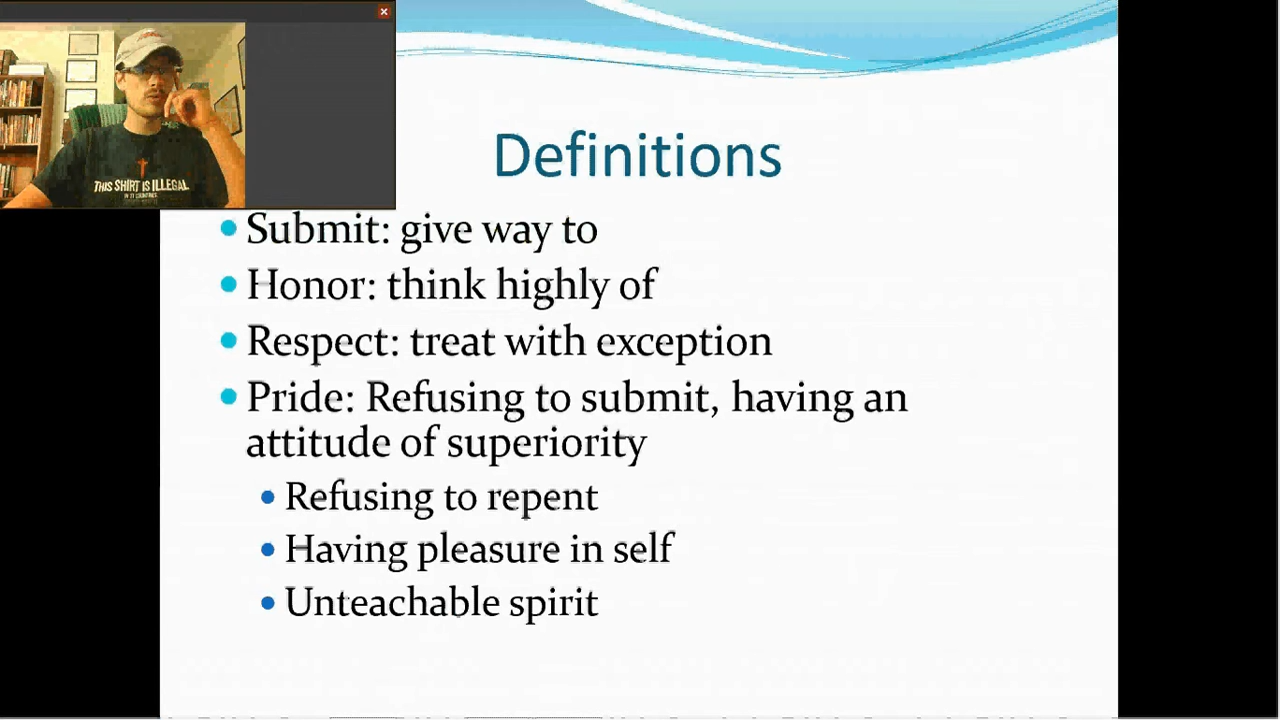 THIS SHIRT IS ILLEGAL
Definitions
Submit: give way to
Honor: think highly of
Respect: treat with exception
Pride: Refusing to submit, having an
attitude of superiority
Refusing to repent
Having pleasure in self
Unteachable spirit